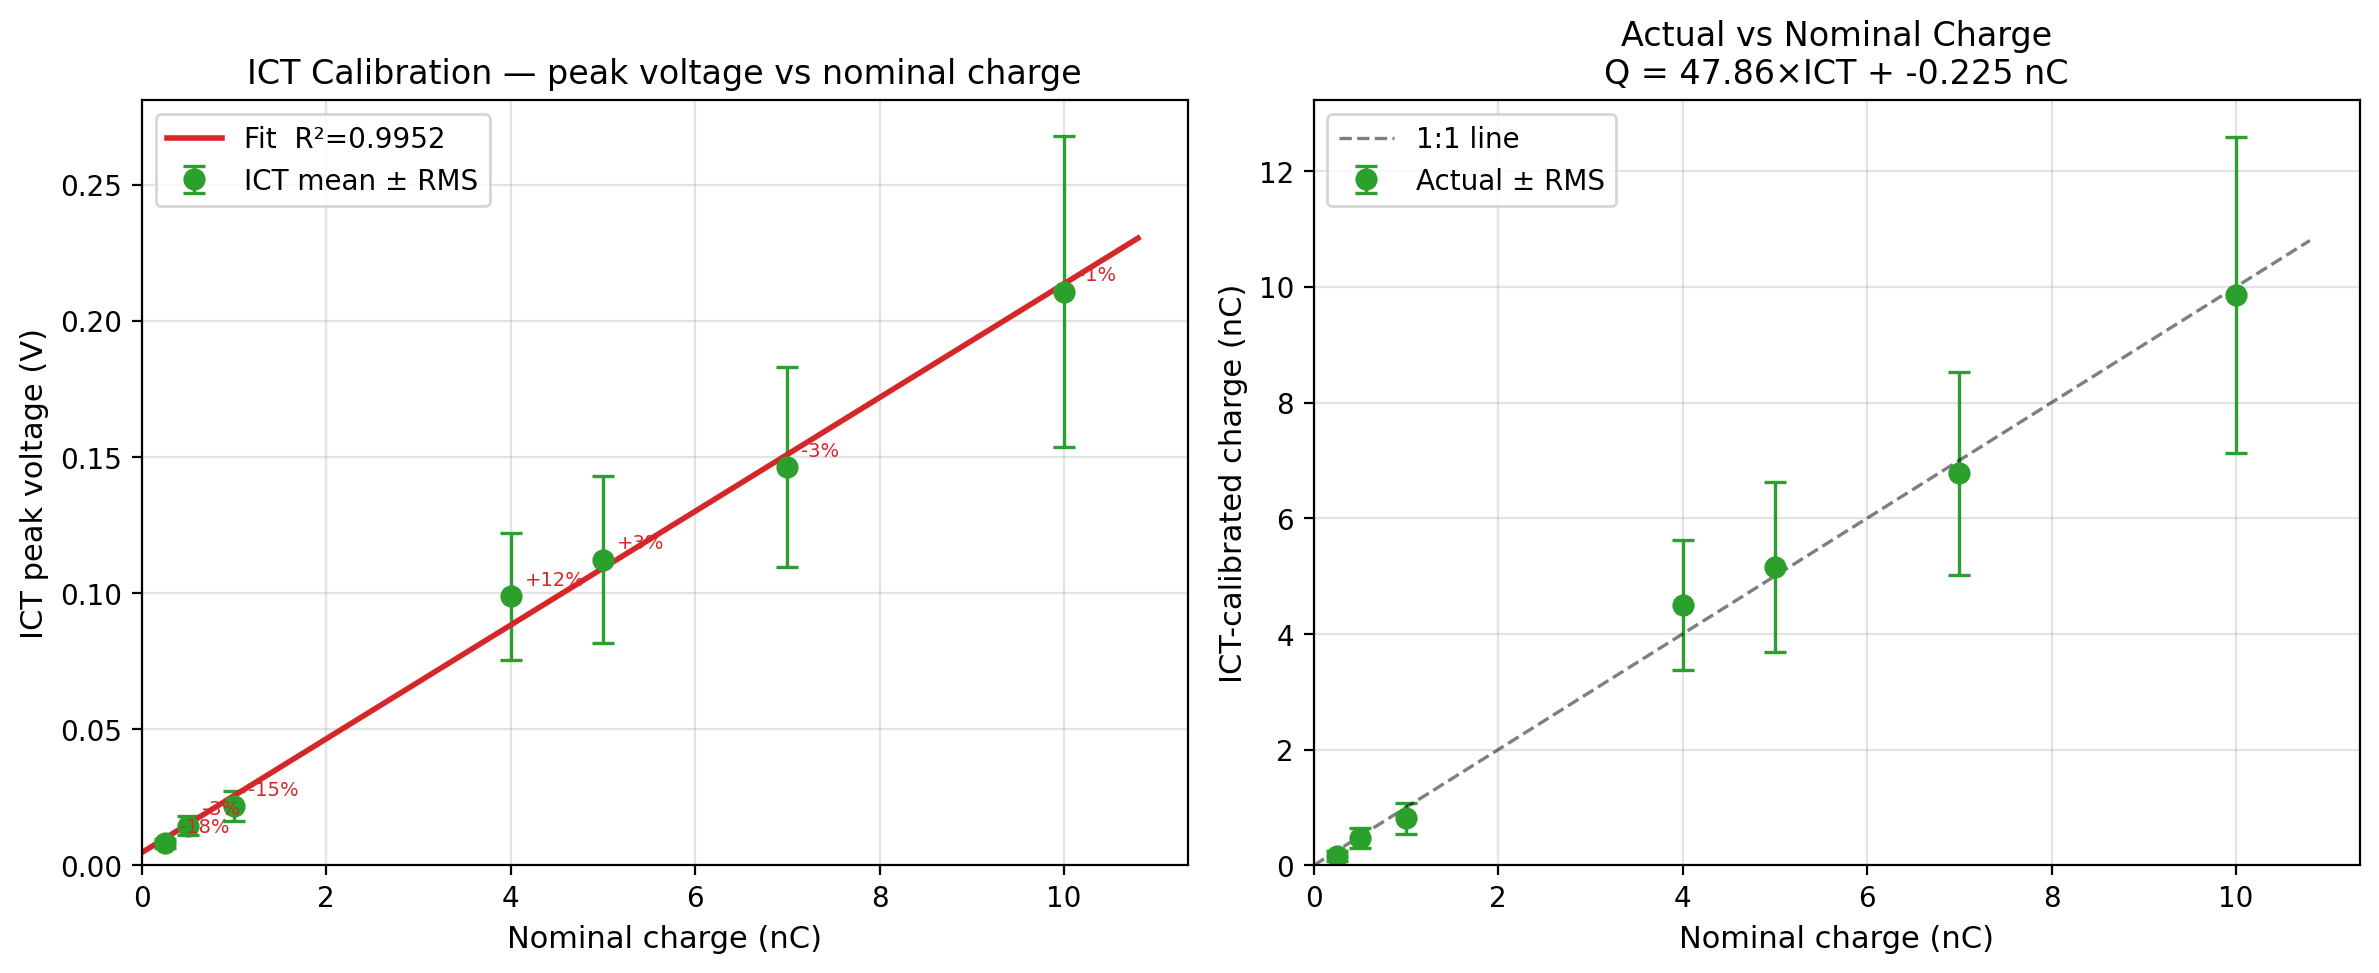 ICT Calibration — peak voltage vs nominal charge
Fit  R²=0.9952
ICT mean ± RMS
ICT peak voltage (V)
0.25
0.20
0.15
0.10
0.05
0.00
-1%
-3%
+3%
+12%
-15%
-3%
-18%
0 2 4 6 8 10
Nominal charge (nC)
Actual vs Nominal Charge
Q = 47.86×ICT + -0.225 nC
1:1 line
Actual ± RMS
ICT-calibrated charge (nC)
12
10
8
6
4
2
0
0 2 4 6 8 10
Nominal charge (nC)